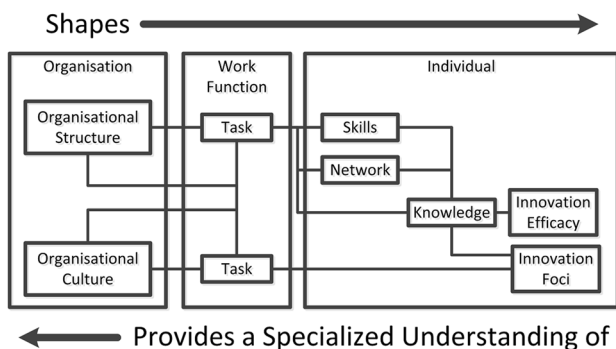 Shapes
Organisation
Work
Function
Individual
Organisational
Structure
Task
Skills
Network
Knowledge
Innovation
Efficacy
Organisational
Culture
Task
Innovation
Foci
Provides a Specialized Understanding of